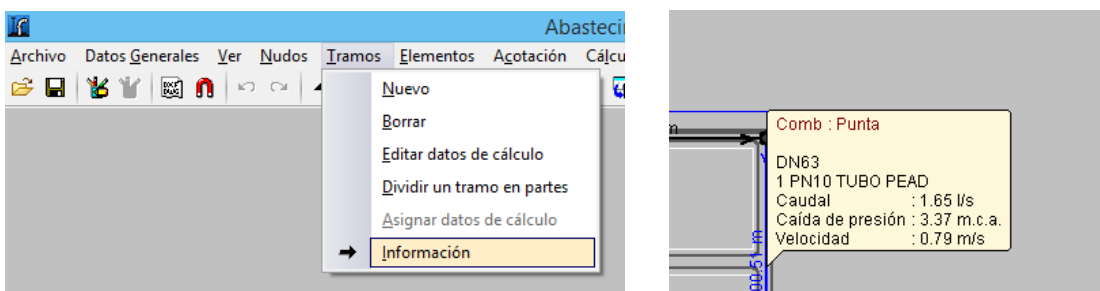 Abasteci
Archivo Datos Generales Ver Nudos Tramos Elementos Acotación Cálcu
Nuevo
Borrar
Editar datos de cálculo
Dividir un tramo en partes
Asignar datos de cálculo
Información
m
Comb : Punta
DN63
1 PN10 TUBO PEAD
Caudal : 1.65 l/s
Caída de presión : 3.37 m.c.a.
Velocidad : 0.79 m/s
00.51 m